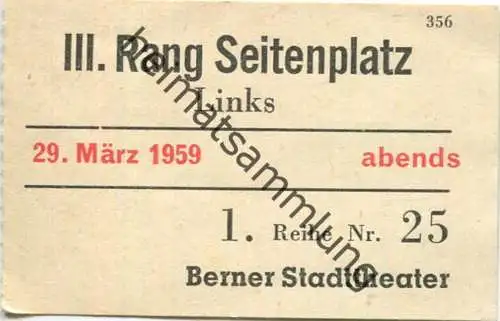 356
III. Rang Seitenplatz
Links
29. März 1959 abends
1. Reihe Nr. 25
Berner Stadttheater
heimatsammlung